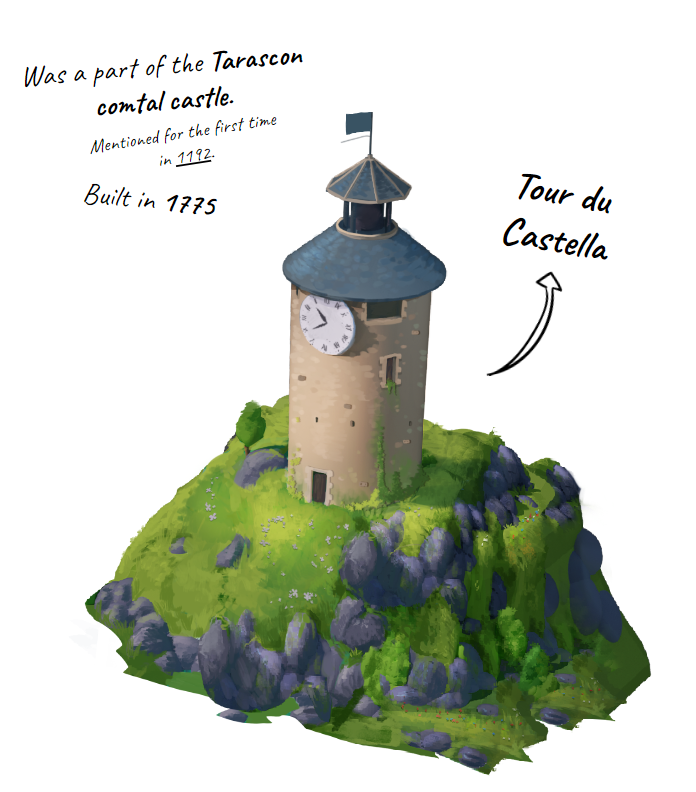 Was a part of the Tarascon
comtal castle.
Mentioned for the first time
in 1192.
Built in 1775
Tour du
Castella